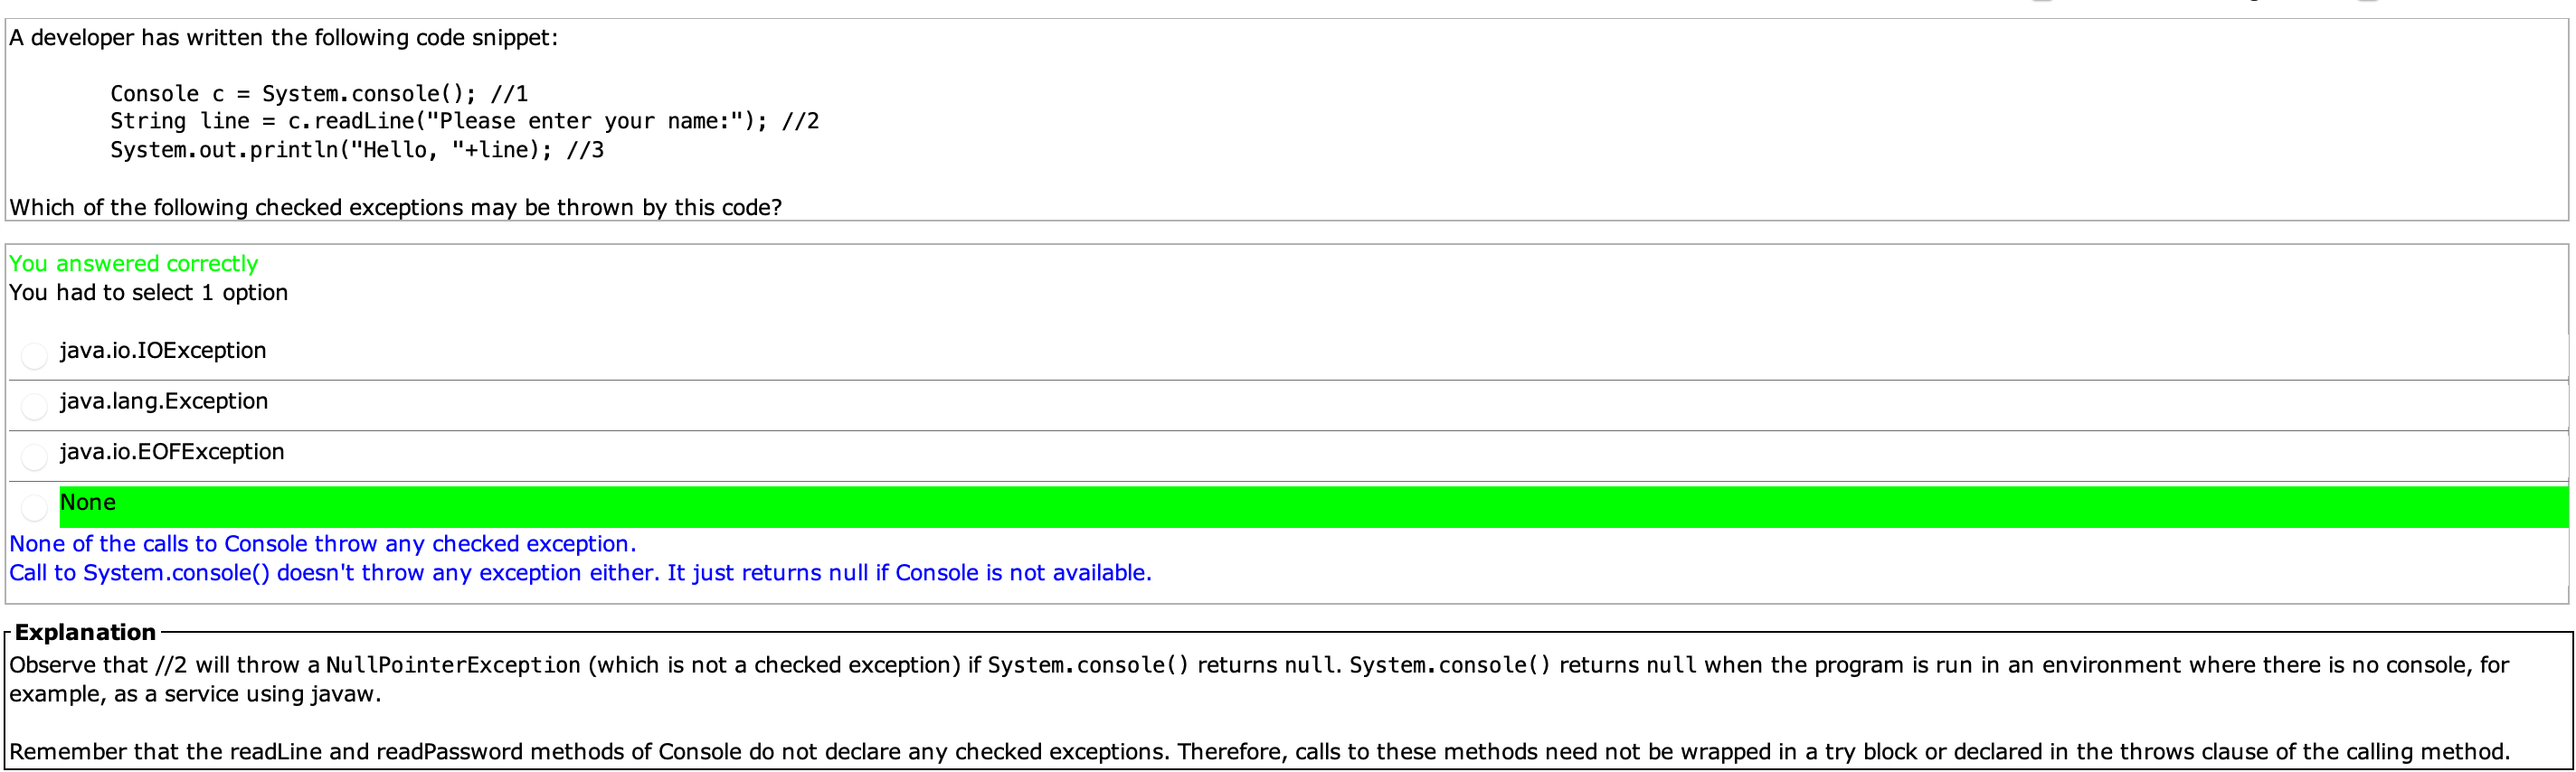 A developer has written the following code snippet:
Console c = System.console(); //1
String line = c.readLine("Please enter your name:"); //2
System.out.println("Hello, "+line); //3
Which of the following checked exceptions may be thrown by this code?
You answered correctly
You had to select 1 option
java.io.IOException
java.lang.Exception
java.io.EOFException
None
None of the calls to Console throw any checked exception.
Call to System.console() doesn't throw any exception either. It just returns null if Console is not available.
Explanation
Observe that //2 will throw a NullPointerException (which is not a checked exception) if System.console() returns null. System.console() returns null when the program is run in an environment where there is no console, for
example, as a service using javaw.
Remember that the readLine and readPassword methods of Console do not declare any checked exceptions. Therefore, calls to these methods need not be wrapped in a try block or declared in the throws clause of the calling method.